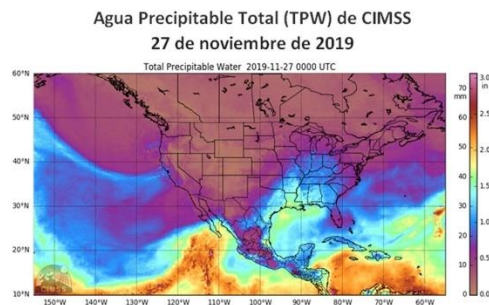 Agua Precipitable Total (TPW) de CIMSS
27 de noviembre de 2019
Total Precipitable Water 2019-11-27 0000 UTC
60°N
50°N
40°N
30°N
20°N
10°N
150°W 140°W 130°W 120°W 110°W 100°W 90°W 80°W 70°W 60°W
70
mm
60
50
40
30
20
10
0
3.0
in
2.5
2.0
1.5
1.0
0.5
0.0